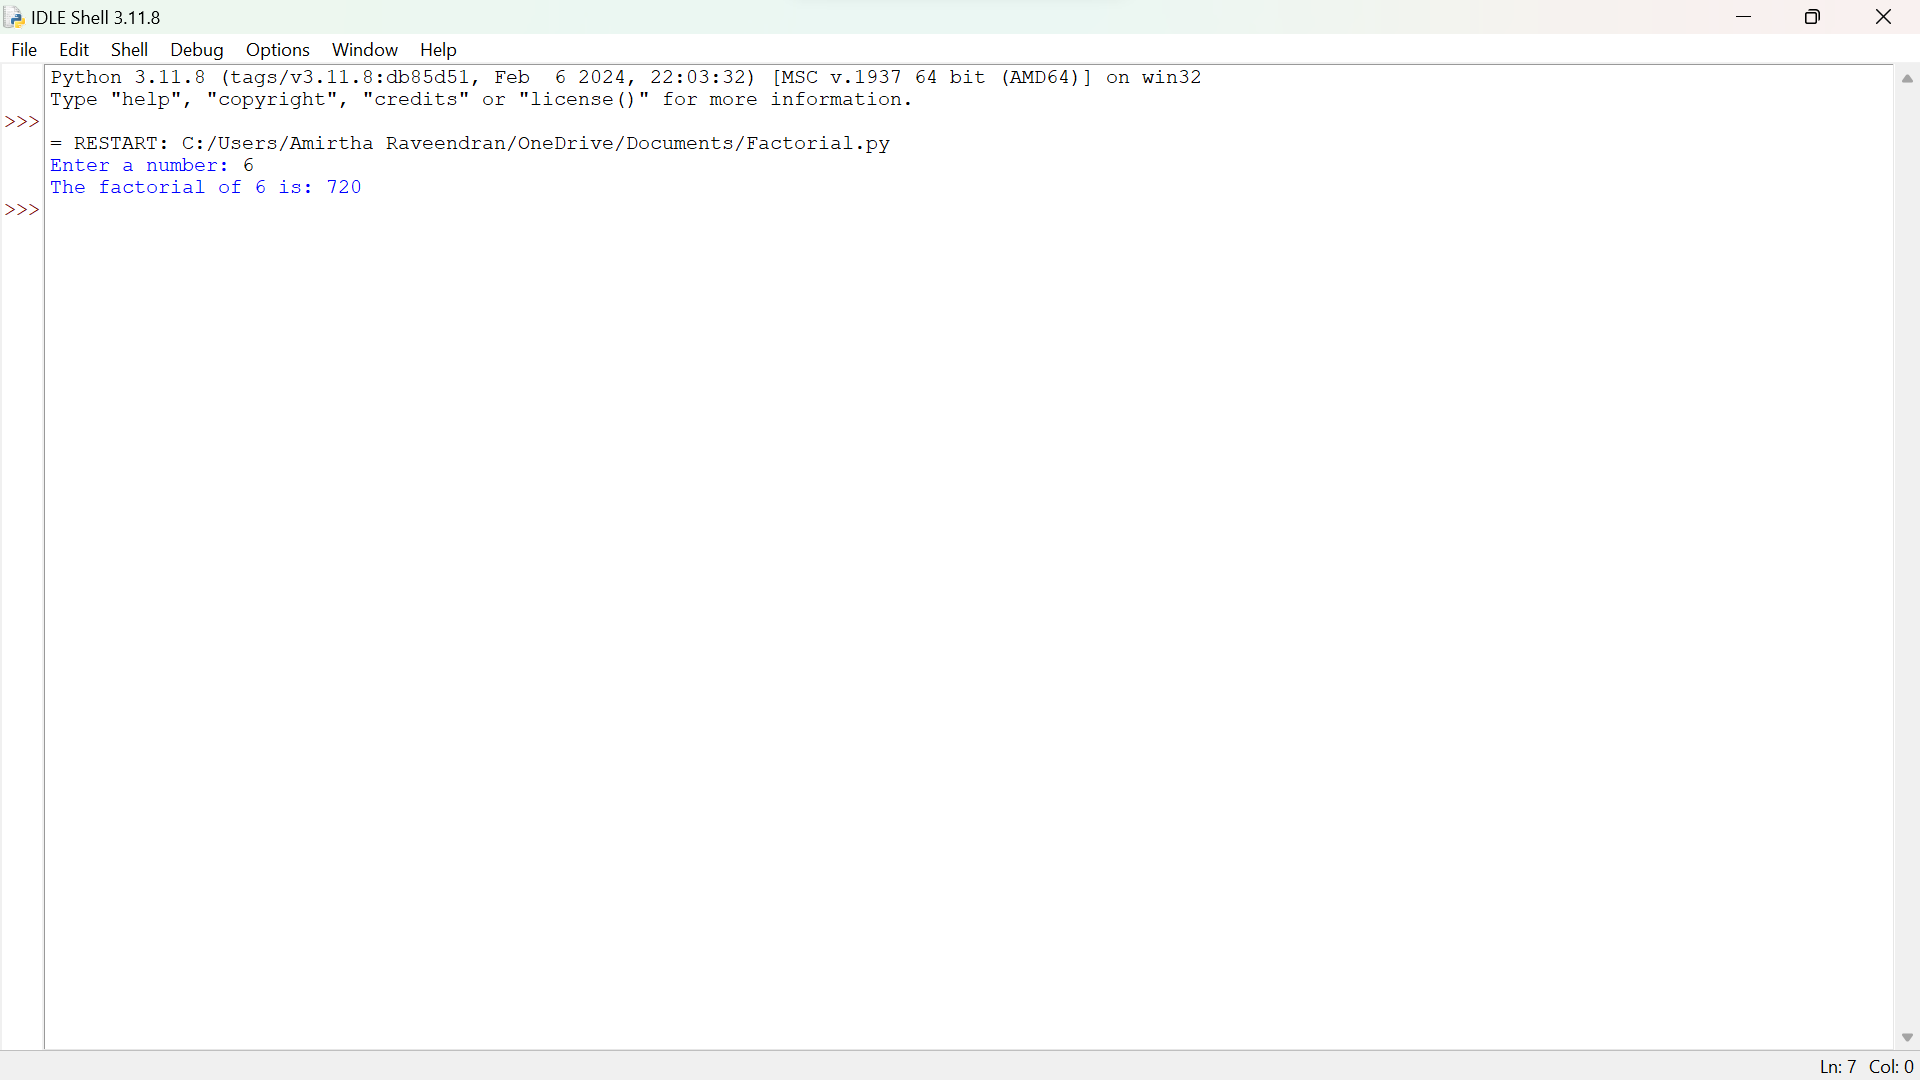 IDLE Shell 3.11.8
File Edit Shell Debug Options Window Help
Python 3.11.8 (tags/v3.11.8:db85d51, Feb  6 2024, 22:03:32) [MSC v.1937 64 bit (AMD64)] on win32
Type "help", "copyright", "credits" or "license()" for more information.
>>>
= RESTART: C:/Users/Amirtha Raveendran/OneDrive/Documents/Factorial.py
Enter a number: 6
The factorial of 6 is: 720
>>>
Ln: 7 Col: 0